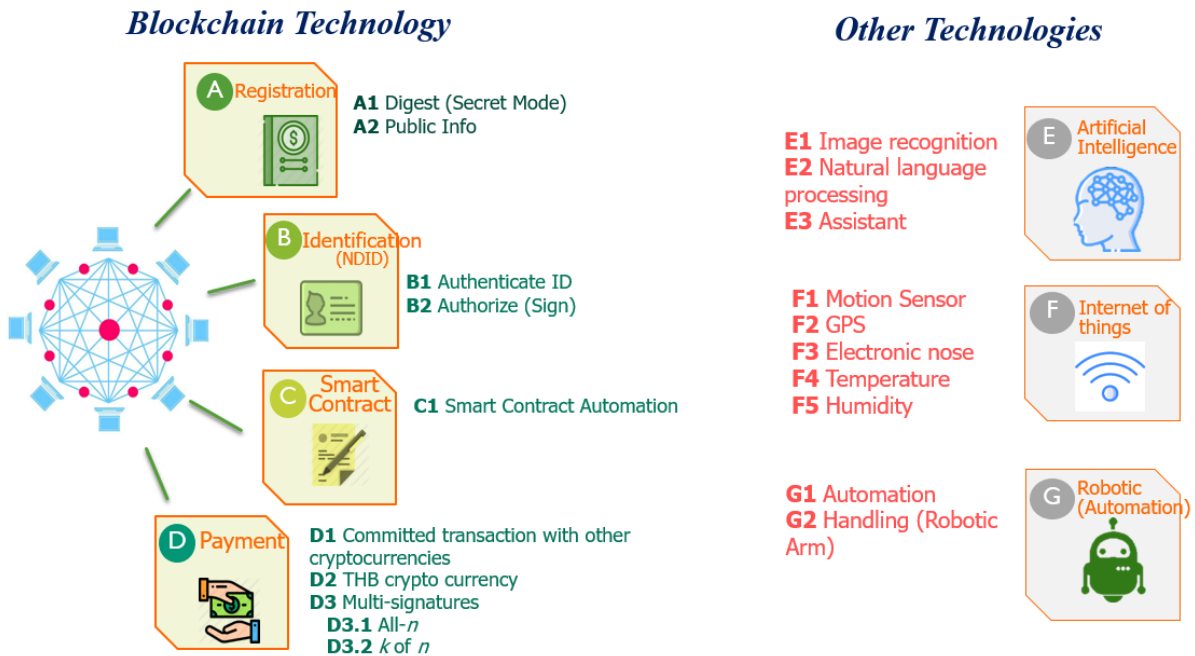 Blockchain Technology
A
Registration
A1 Digest (Secret Mode)
A2 Public Info
B
Identification
(NDID)
B1 Authenticate ID
B2 Authorize (Sign)
C
Smart
Contract
C1 Smart Contract Automation
D
Payment
D1 Committed transaction with other
cryptocurrencies
D2 THB crypto currency
D3 Multi-signatures
D3.1 All-n
D3.2 k of n
Other Technologies
E1 Image recognition
E2 Natural language
processing
E3 Assistant
E
Artificial
Intelligence
F1 Motion Sensor
F2 GPS
F3 Electronic nose
F4 Temperature
F5 Humidity
F
Internet of
things
G1 Automation
G2 Handling (Robotic
Arm)
G
Robotic
(Automation)